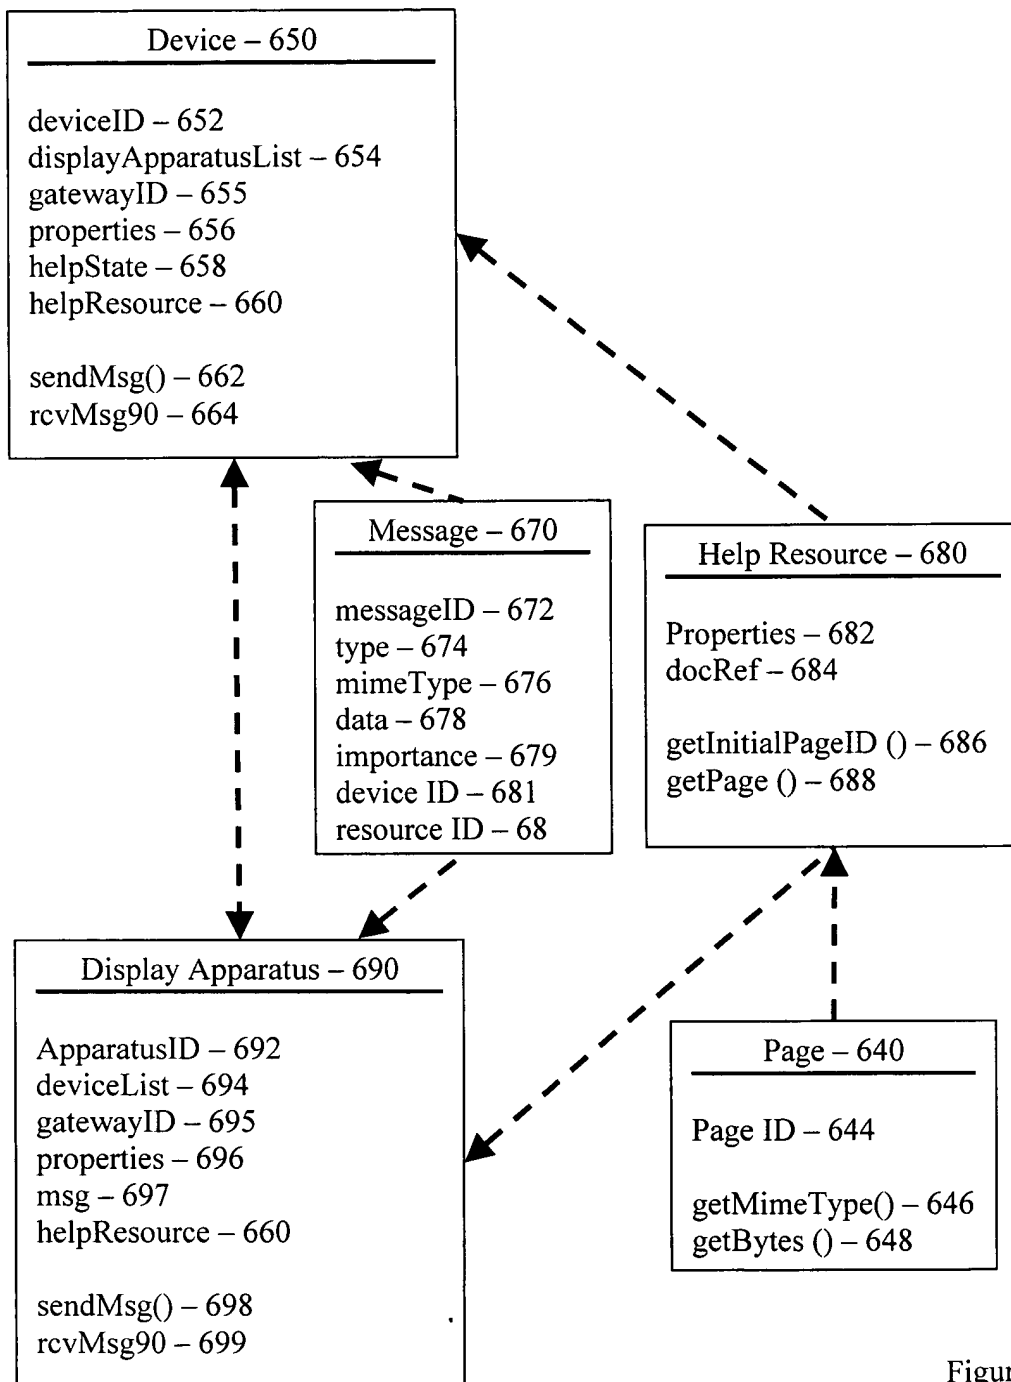 Device – 650
deviceID – 652
displayApparatusList – 654
gatewayID – 655
properties – 656
helpState – 658
helpResource – 660
sendMsg() – 662
rcvMsg90 – 664
Message – 670
messageID – 672
type – 674
mimeType – 676
data – 678
importance – 679
device ID – 681
resource ID – 68
Help Resource – 680
Properties – 682
docRef – 684
getInitialPageID () – 686
getPage () – 688
Display Apparatus – 690
ApparatusID – 692
deviceList – 694
gatewayID – 695
properties – 696
msg – 697
helpResource – 660
sendMsg() – 698
rcvMsg90 – 699
Page – 640
Page ID – 644
getMimeType() – 646
getBytes () – 648
Figur